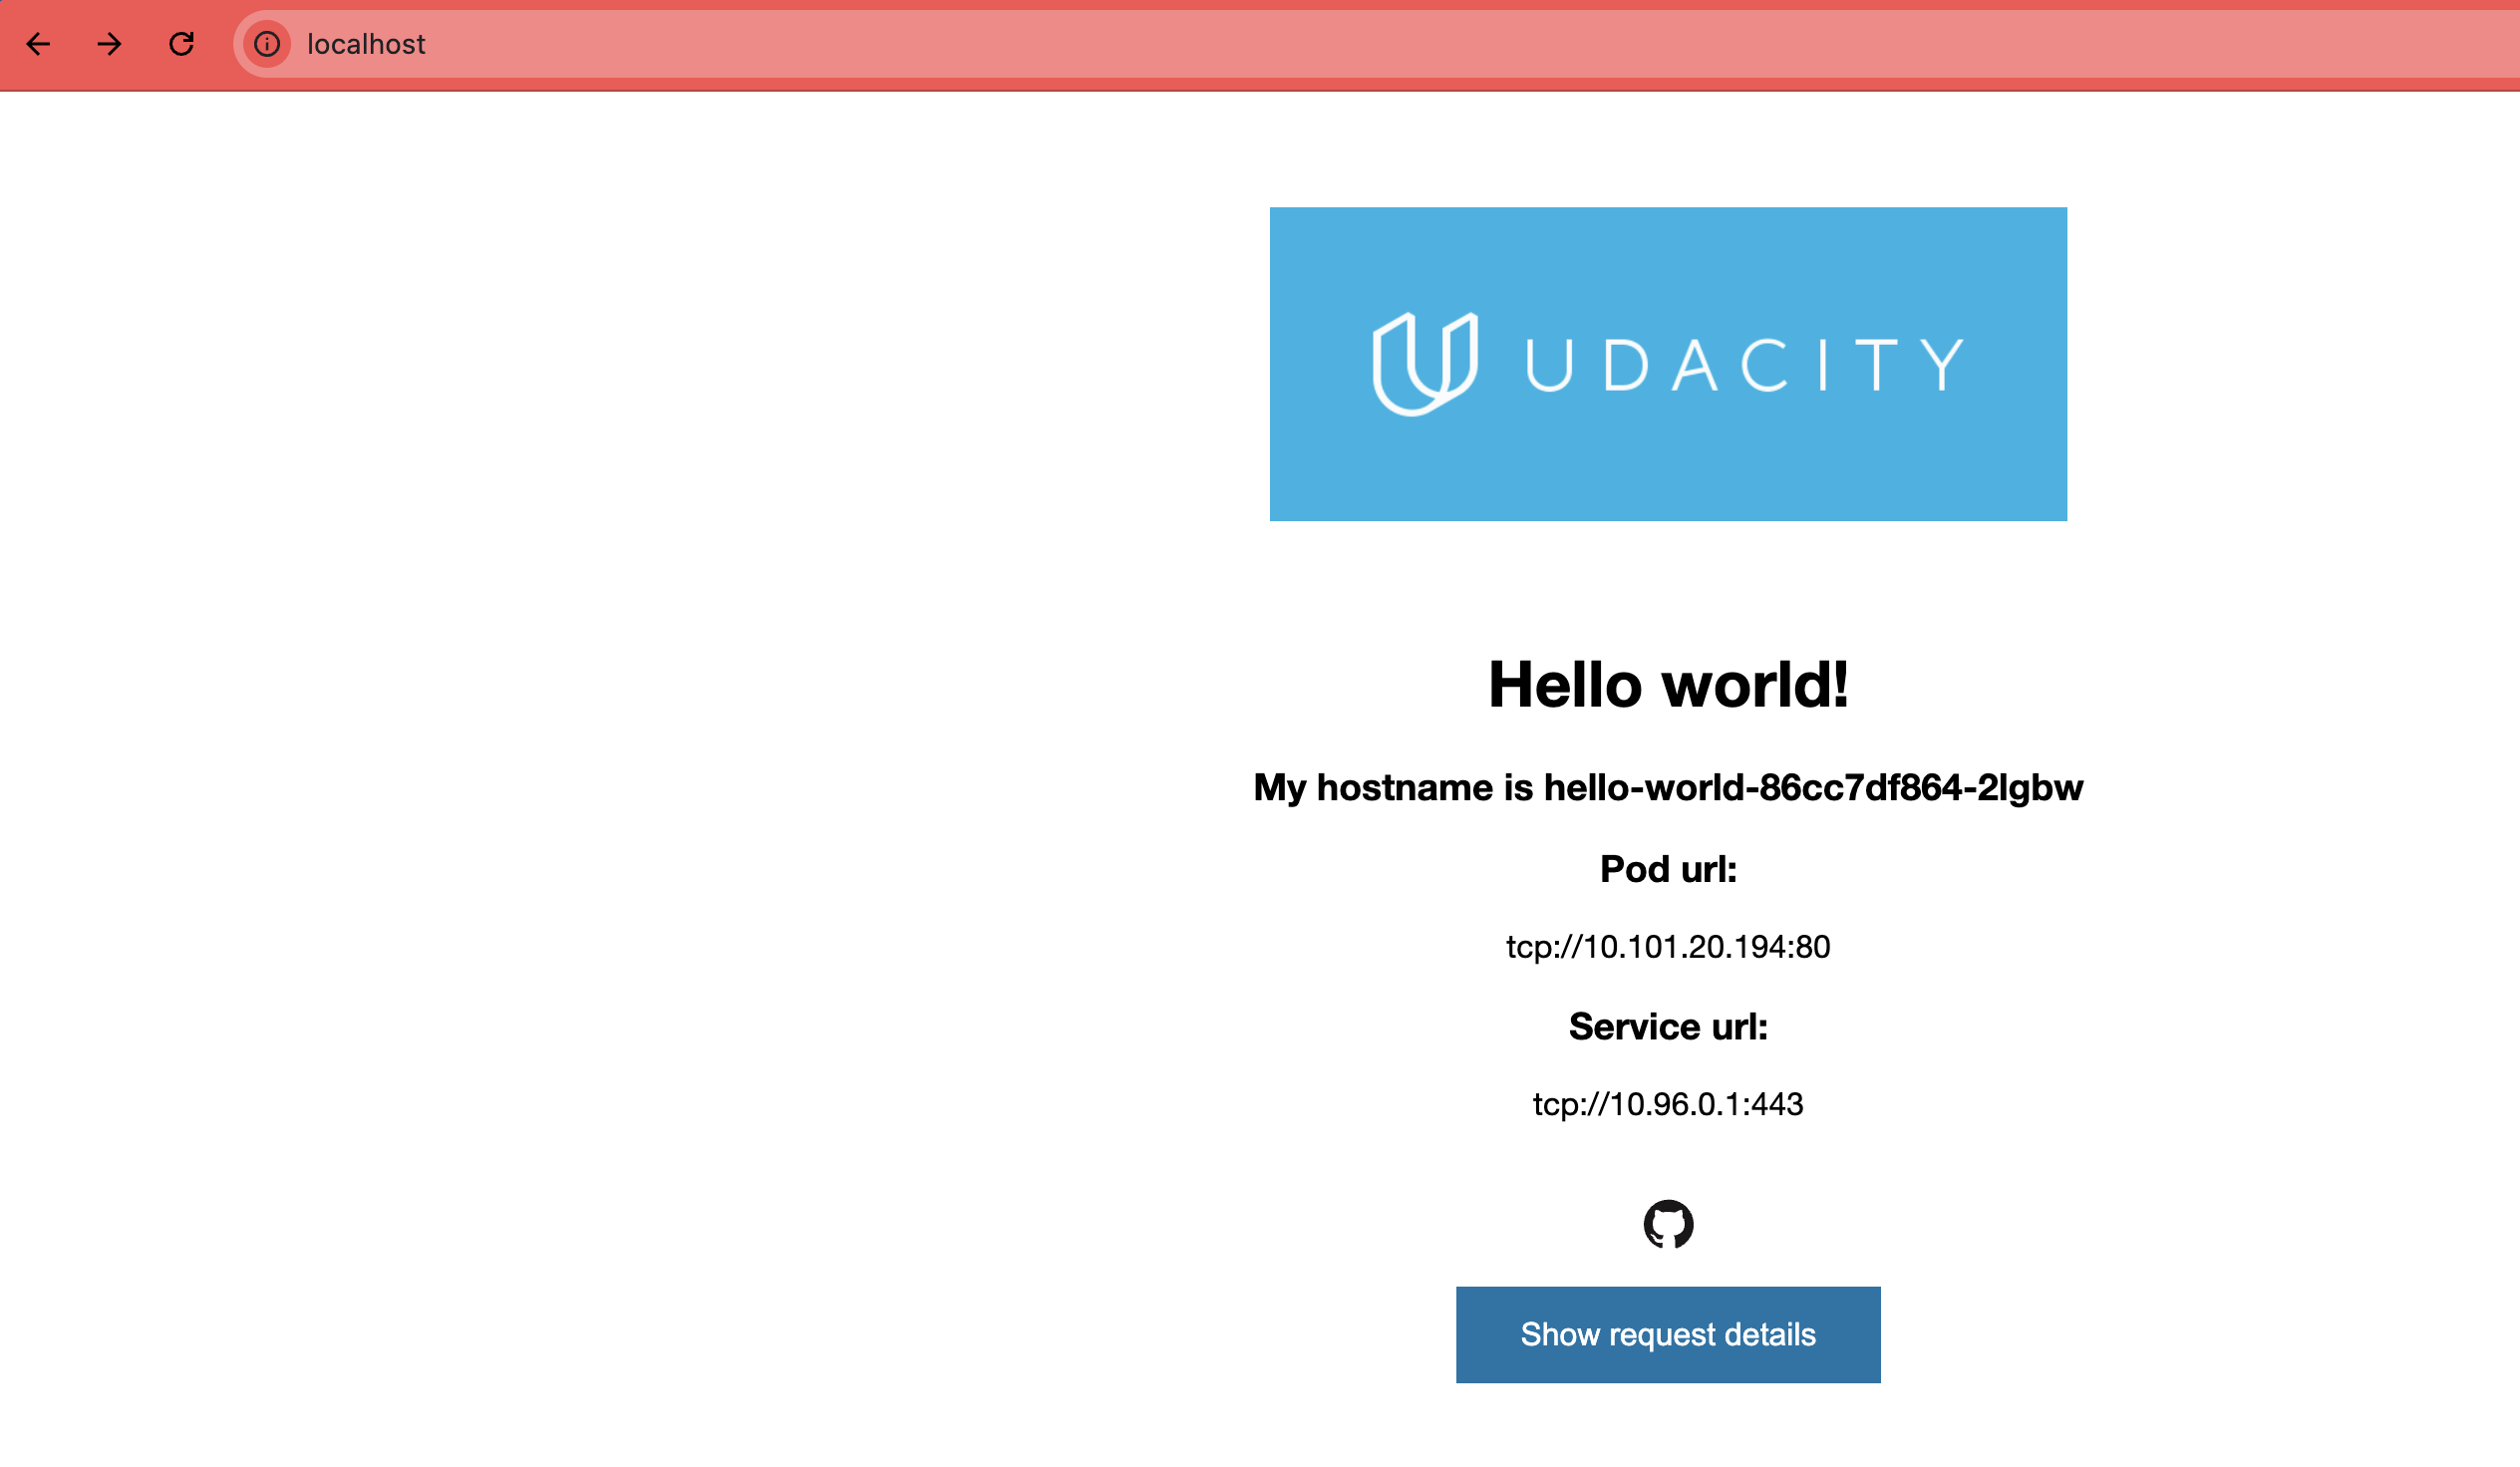 localhost
UDACITY
Hello world!
My hostname is hello-world-86cc7df864-2lgbw
Pod url:
tcp://10.101.20.194:80
Service url:
tcp://10.96.0.1:443
Show request details